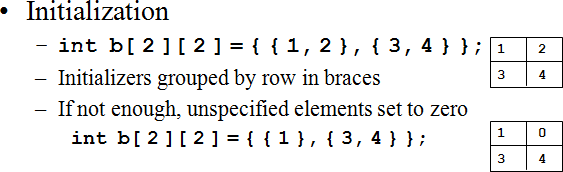 • Initialization
– int b[ 2 ][ 2 ] = { { 1, 2 }, { 3, 4 } };
1 2
3 4
– Initializers grouped by row in braces
– If not enough, unspecified elements set to zero
int b[ 2 ][ 2 ] = { { 1 }, { 3, 4 } };
1 0
3 4